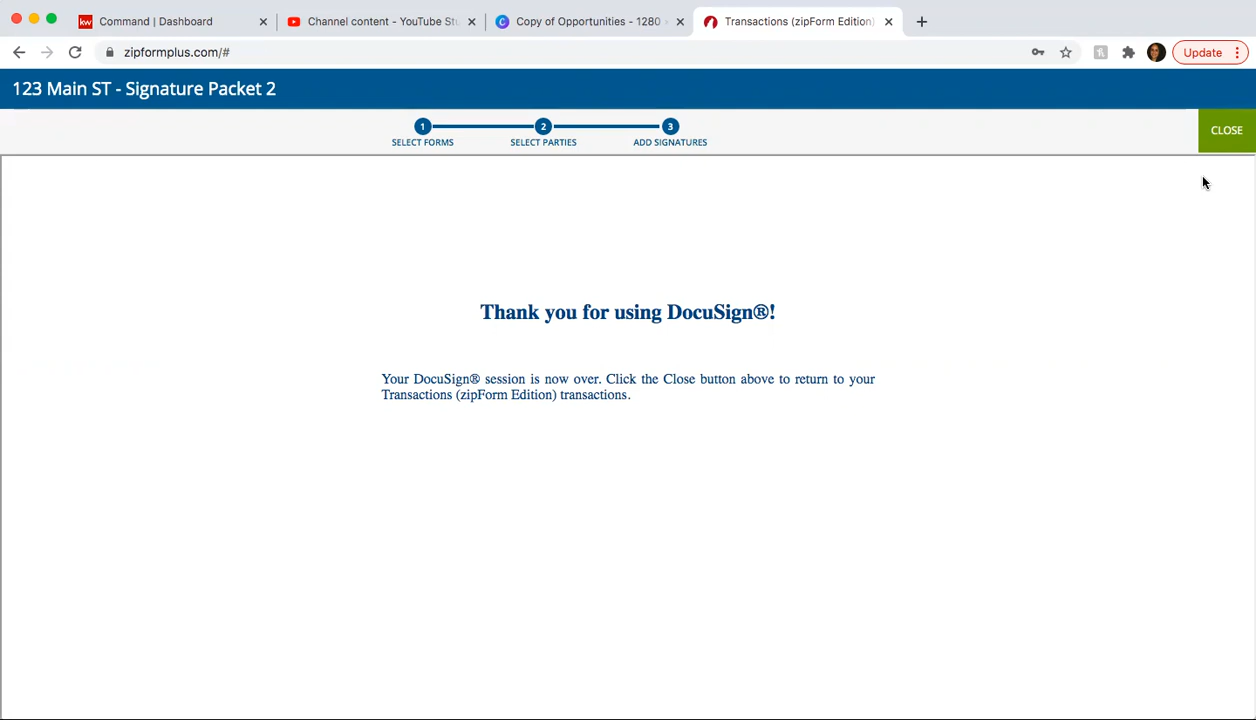 kw Command | Dashboard
Channel content - YouTube Stu
C Copy of Opportunities - 1280
Transactions (zipForm Edition)
zipformplus.com/#
Update
123 Main ST - Signature Packet 2
1 2 3
SELECT FORMS SELECT PARTIES ADD SIGNATURES
CLOSE
Thank you for using DocuSign®!
Your DocuSign® session is now over. Click the Close button above to return to your
Transactions (zipForm Edition) transactions.